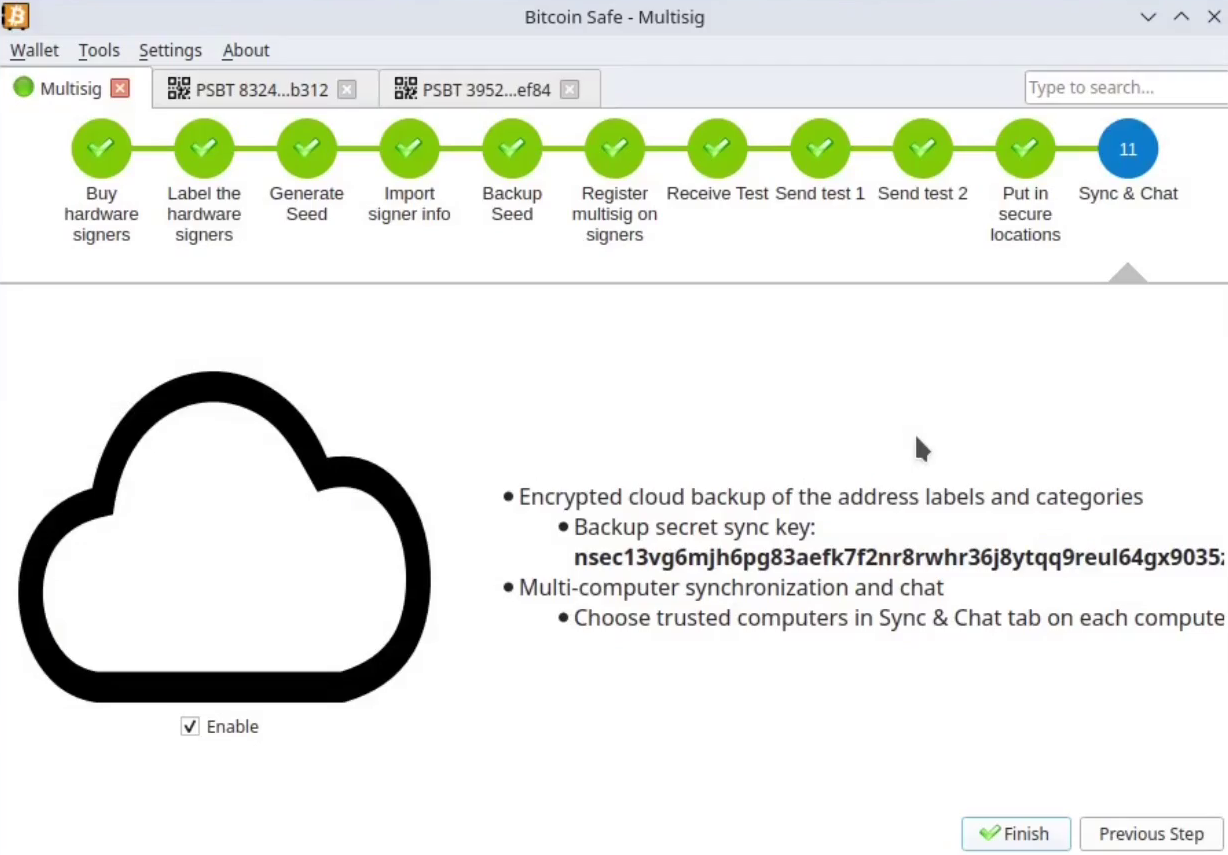 Bitcoin Safe - Multisig
Wallet Tools Settings About
Multisig PSBT 8324...b312 PSBT 3952...ef84 Type to search...
11
Buy hardware signers
Label the hardware signers
Generate Seed
Import signer info
Backup Seed
Register multisig on signers
Receive Test
Send test 1
Send test 2
Put in secure locations
Sync & Chat
Encrypted cloud backup of the address labels and categories
Backup secret sync key:
nsec13vg6mjh6pg83aefk7f2nr8rwhr36j8ytqq9reul64gx9035
Multi-computer synchronization and chat
Choose trusted computers in Sync & Chat tab on each compute
Enable
Finish Previous Step